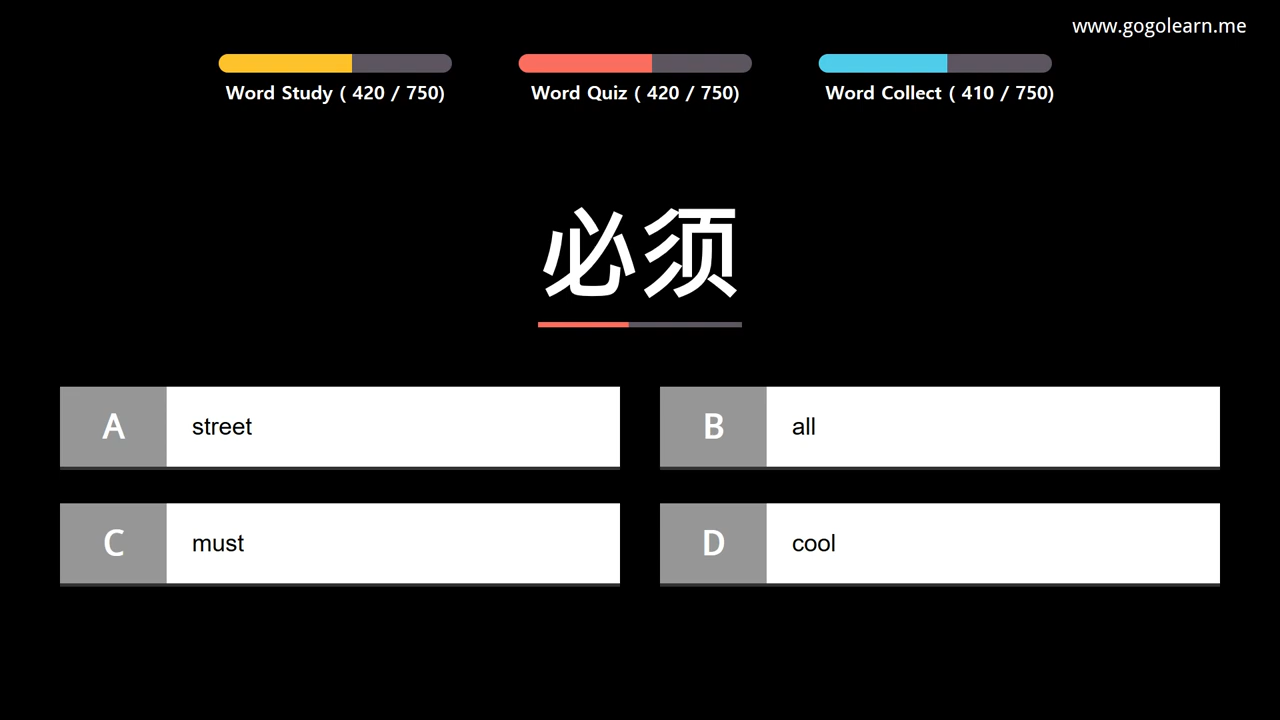 www.gogolearn.me
Word Study ( 420 / 750)
Word Quiz ( 420 / 750)
Word Collect ( 410 / 750)
必须
A street
B all
C must
D cool